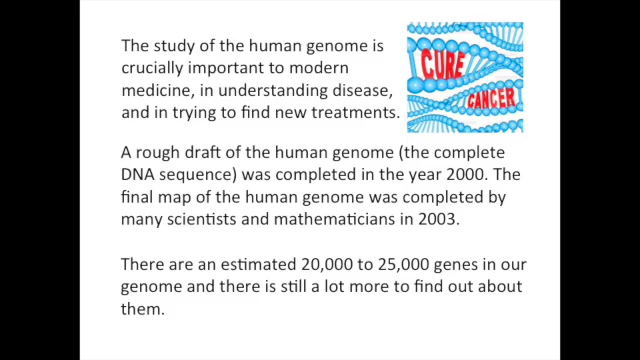 The study of the human genome is
crucially important to modern
medicine, in understanding disease,
and in trying to find new treatments.
CURE
CANCER
A rough draft of the human genome (the complete
DNA sequence) was completed in the year 2000. The
final map of the human genome was completed by
many scientists and mathematicians in 2003.
There are an estimated 20,000 to 25,000 genes in our
genome and there is still a lot more to find out about
them.